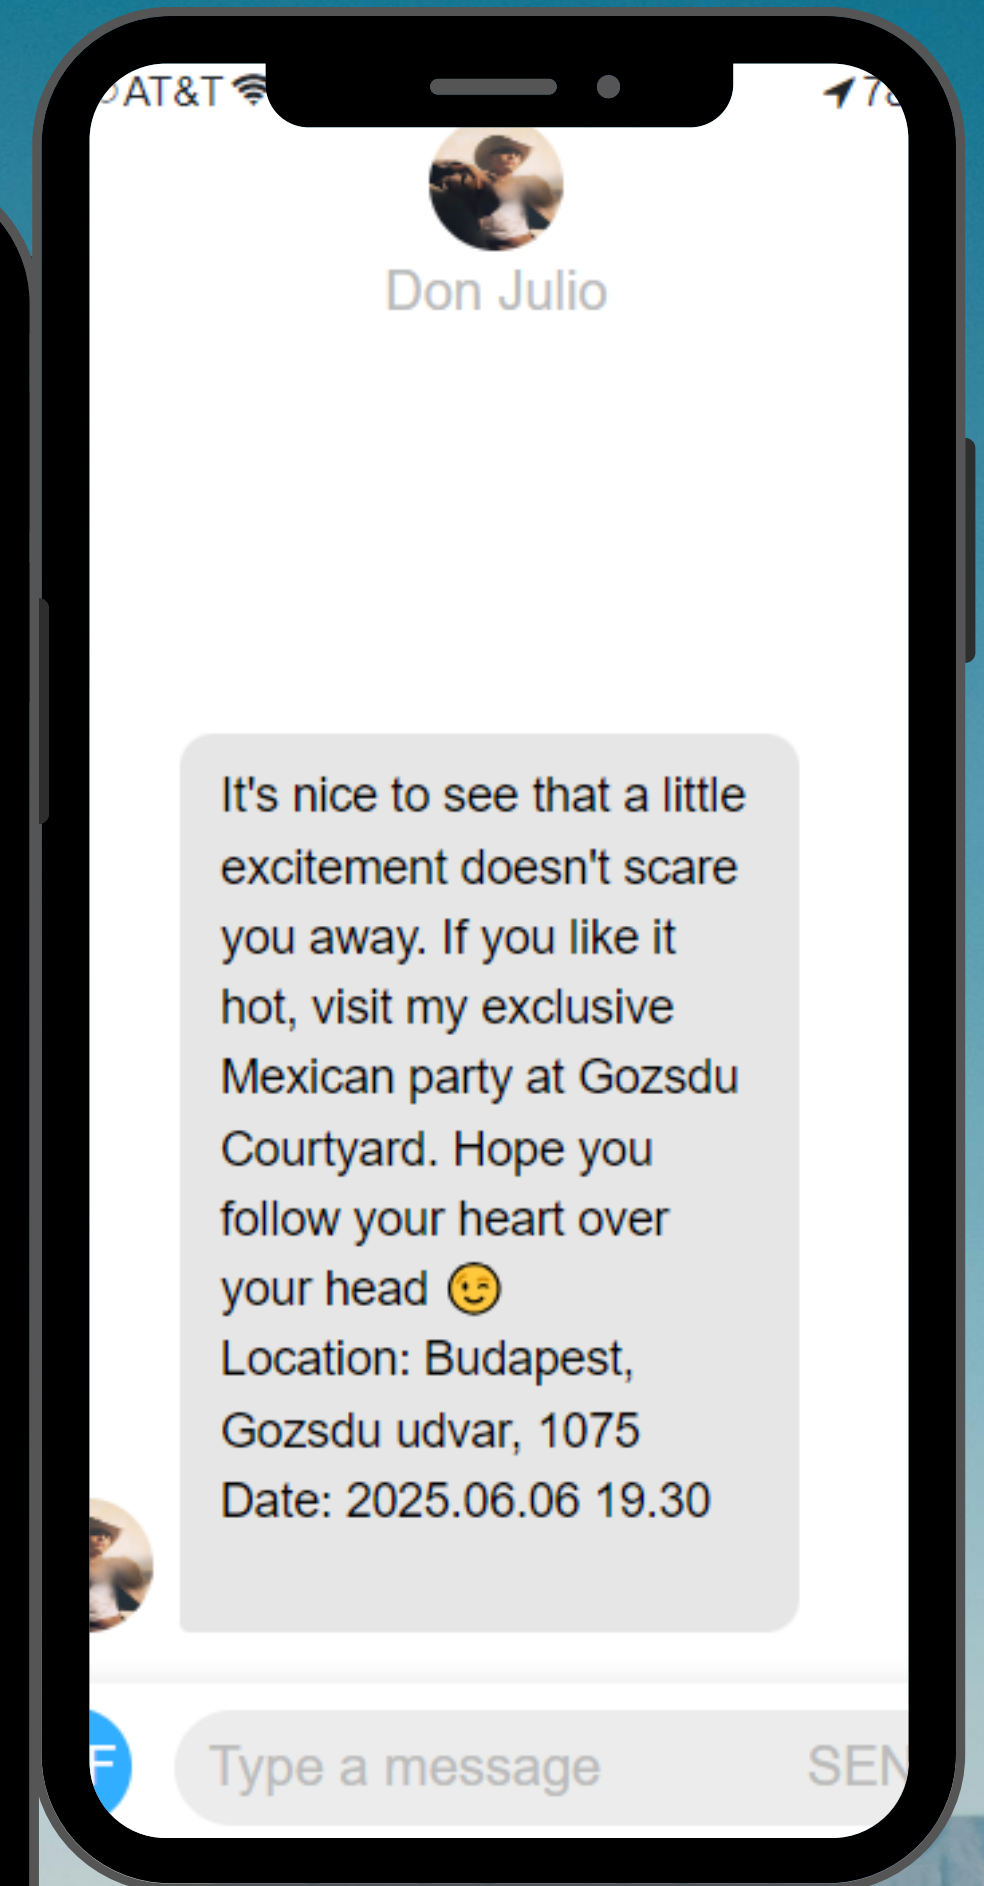 AT&T
Don Julio
It's nice to see that a little
excitement doesn't scare
you away. If you like it
hot, visit my exclusive
Mexican party at Gozsdu
Courtyard. Hope you
follow your heart over
your head 😉
Location: Budapest,
Gozsdu udvar, 1075
Date: 2025.06.06 19.30
F
Type a message
SEN